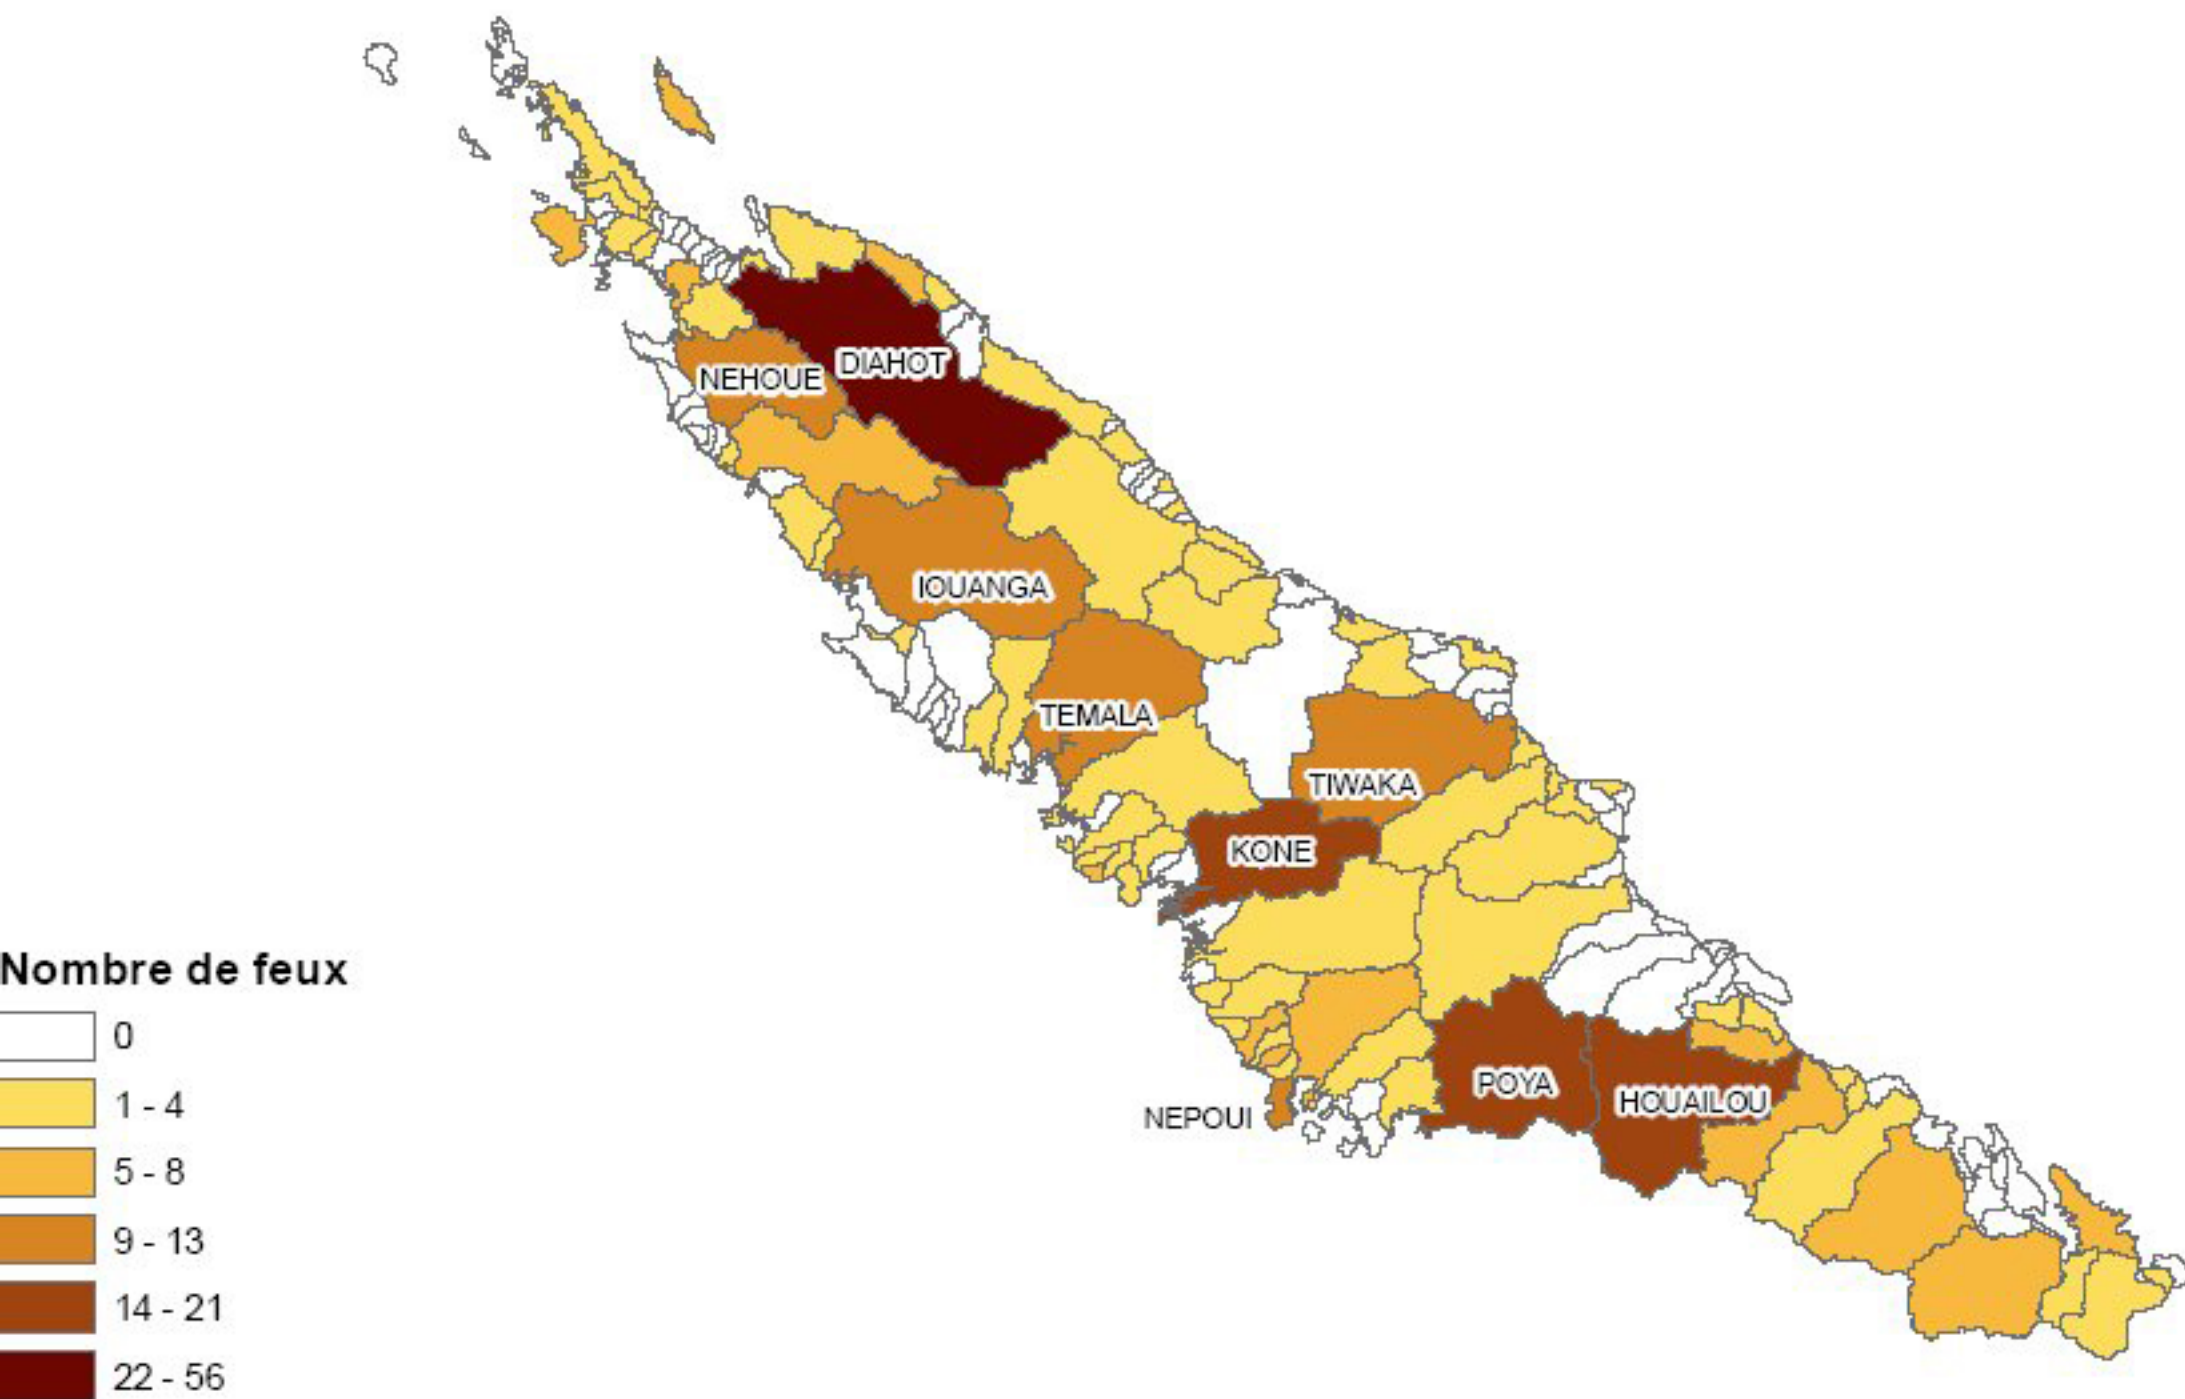 DIAHOT
NEHOUE
IOUANGA
TEMALA
TIWAKA
KONE
POYA
HOUAILOU
NEPOUI
Nombre de feux
0
1 - 4
5 - 8
9 - 13
14 - 21
22 - 56